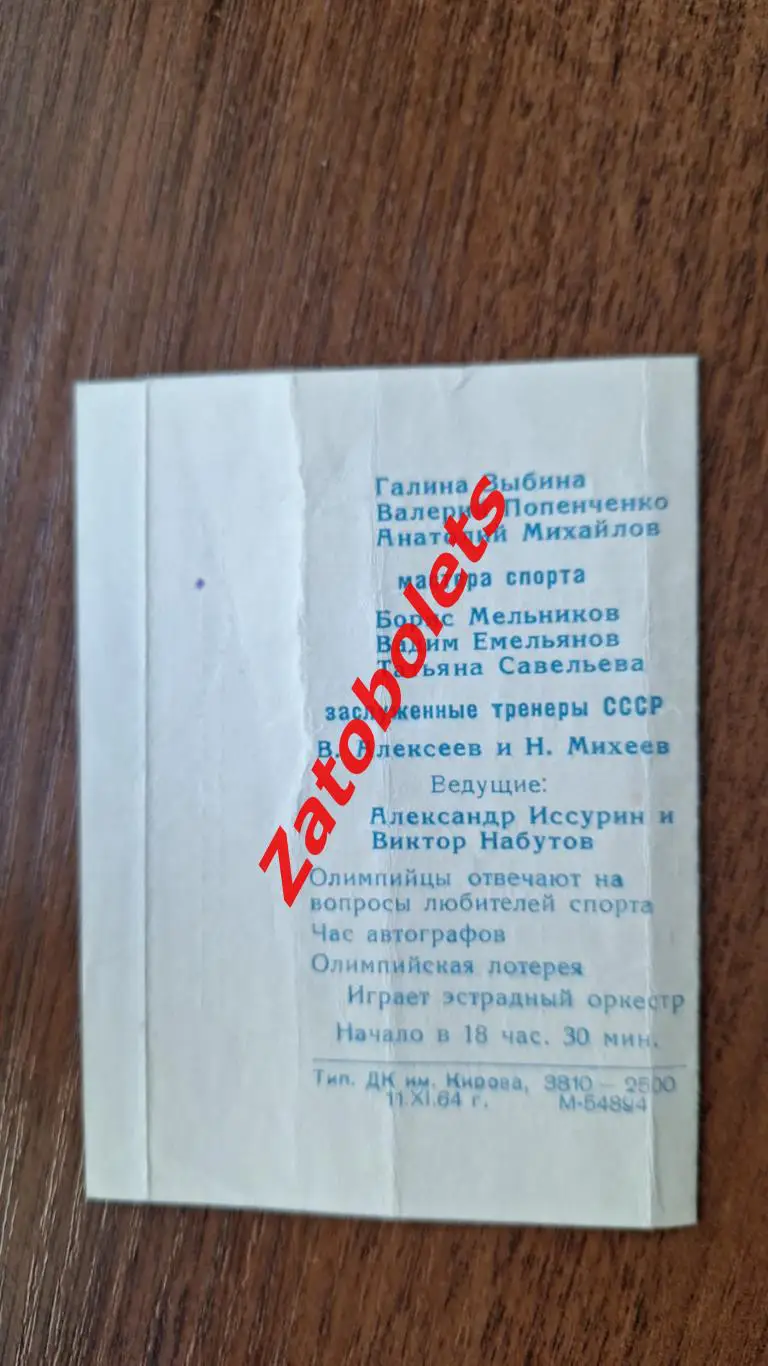 Галина Зыбина
Валерий Попенченко
Анатолий Михайлов
мастера спорта
Борис Мельников
Вадим Емельянов
Татьяна Савельева
заслуженные тренеры СССР
В. Алексеев и Н. Михеев
Ведущие:
Александр Иссурин и
Виктор Набутов
Олимпийцы отвечают на
вопросы любителей спорта
Час автографов
Олимпийская лотерея
Играет эстрадный оркестр
Начало в 18 час. 30 мин.
Тип. ДК им. Кирова, 3810—2500
11.XI.64 г. М-54894
Zatobolets